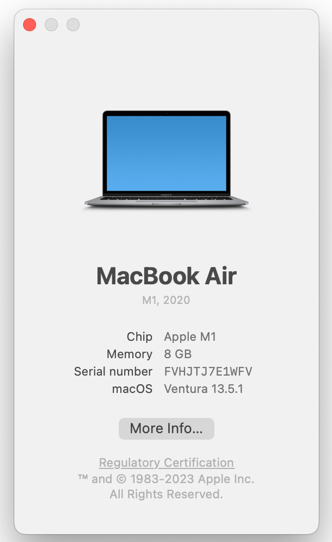 MacBook Air
M1, 2020
Chip Apple M1
Memory 8 GB
Serial number FVHJTJ7E1WFV
macOS Ventura 13.5.1
More Info...
Regulatory Certification
™ and © 1983-2023 Apple Inc.
All Rights Reserved.